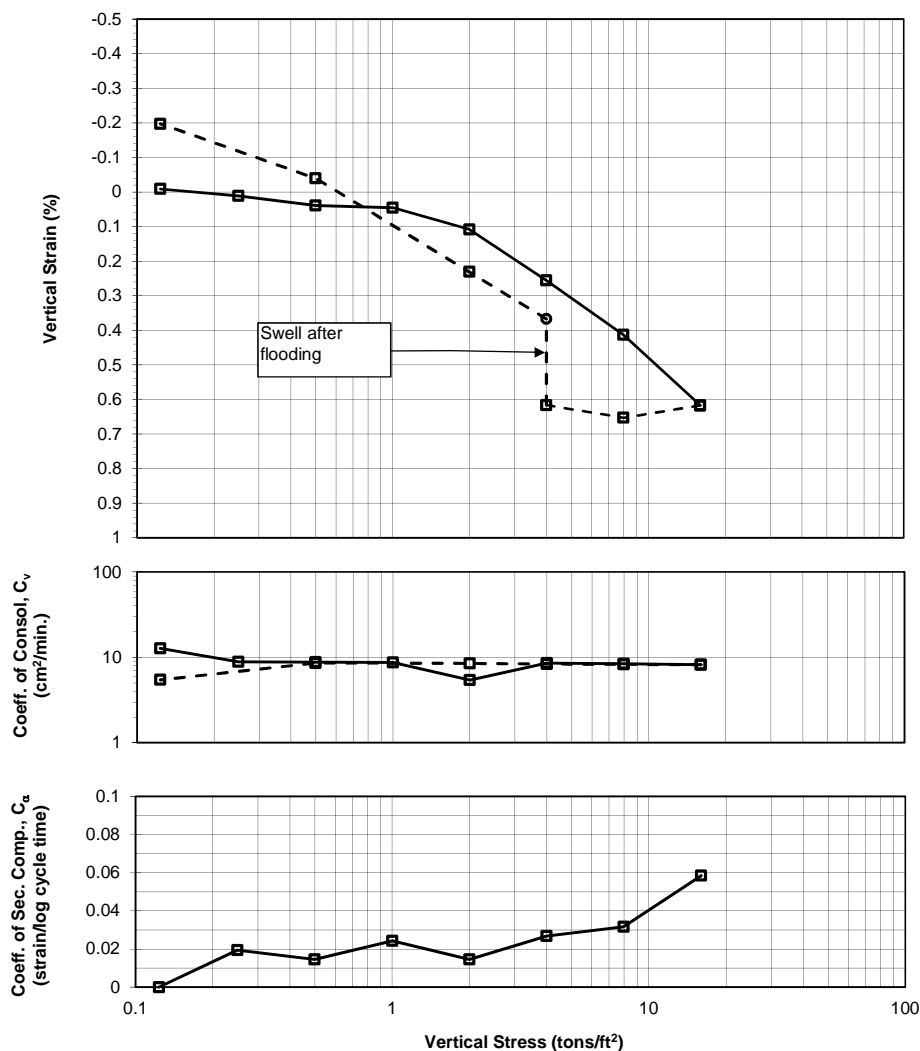 -0.5
-0.4
-0.3
-0.2
-0.1
0
0.1
0.2
0.3
0.4
0.5
0.6
0.7
0.8
0.9
1
Vertical Strain (%)
Swell after
flooding
100
10
1
Coeff. of Consol, Cᵥ
(cm²/min.)
0.1
0.08
0.06
0.04
0.02
0
Coeff. of Sec. Comp., Cα
(strain/log cycle time)
0.1 1 10 100
Vertical Stress (tons/ft²)